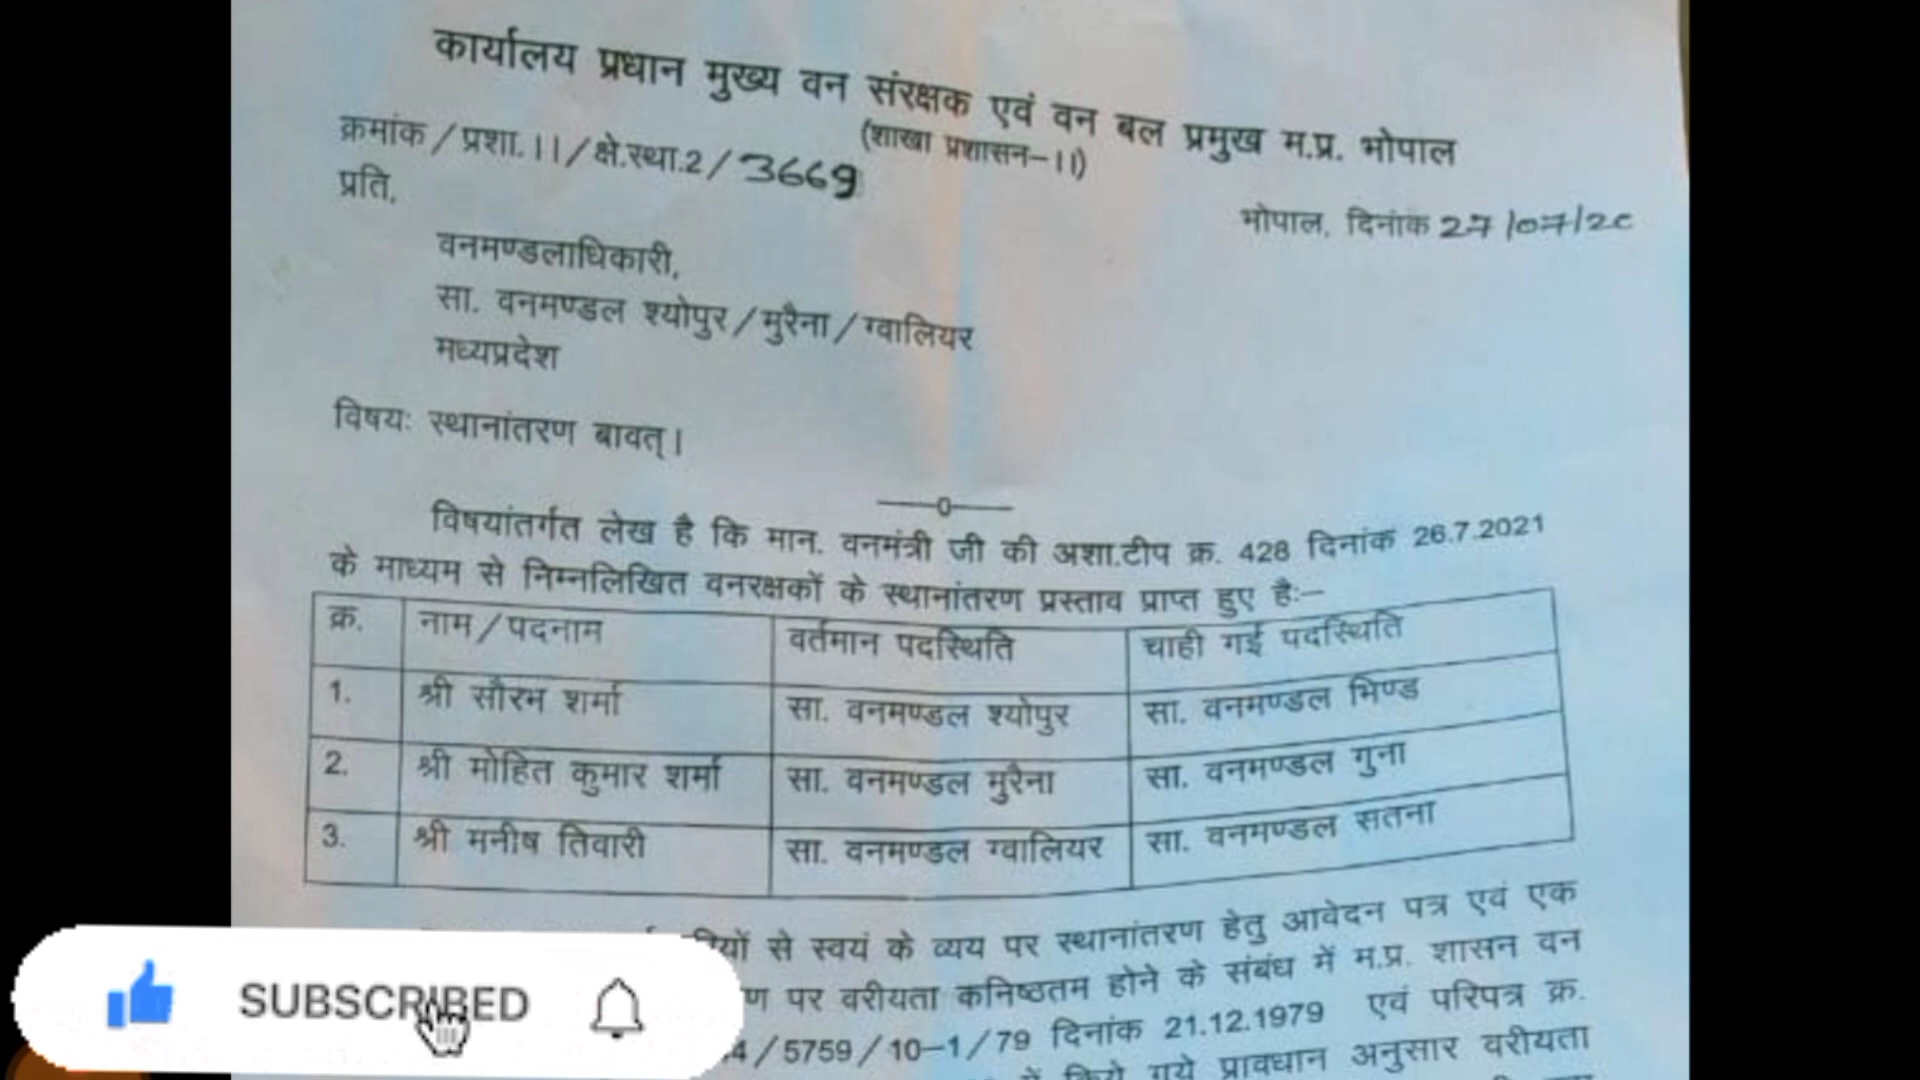 कार्यालय प्रधान मुख्य वन संरक्षक एवं वन बल प्रमुख म.प्र. भोपाल
(शाखा प्रशासन-।।)
क्रमांक/प्रशा.।।/क्षे.स्था.2/3669
भोपाल, दिनांक 27/07/2
प्रति,
वनमण्डलाधिकारी,
सा. वनमण्डल श्योपुर/मुरैना/ग्वालियर
मध्यप्रदेश
विषयः स्थानांतरण बावत्।
विषयांतर्गत लेख है कि मान. वनमंत्री जी की अशा.टीप क्र. 428 दिनांक 26.7.2021
के माध्यम से निम्नलिखित वनरक्षकों के स्थानांतरण प्रस्ताव प्राप्त हुए है:-
क्र. नाम/पदनाम वर्तमान पदस्थिति चाही गई पदस्थिति
1. श्री सौरभ शर्मा सा. वनमण्डल श्योपुर सा. वनमण्डल भिण्ड
2. श्री मोहित कुमार शर्मा सा. वनमण्डल मुरैना सा. वनमण्डल गुना
3. श्री मनीष तिवारी सा. वनमण्डल ग्वालियर सा. वनमण्डल सतना
से स्वयं के व्यय पर स्थानांतरण हेतु आवेदन पत्र एवं एक
पर वरीयता कनिष्ठतम होने के संबंध में म.प्र. शासन वन
4/5759/10-1/79 दिनांक 21.12.1979 एवं परिपत्र क्र.
में किये गये प्रावधान अनुसार वरीयता
SUBSCRIBED